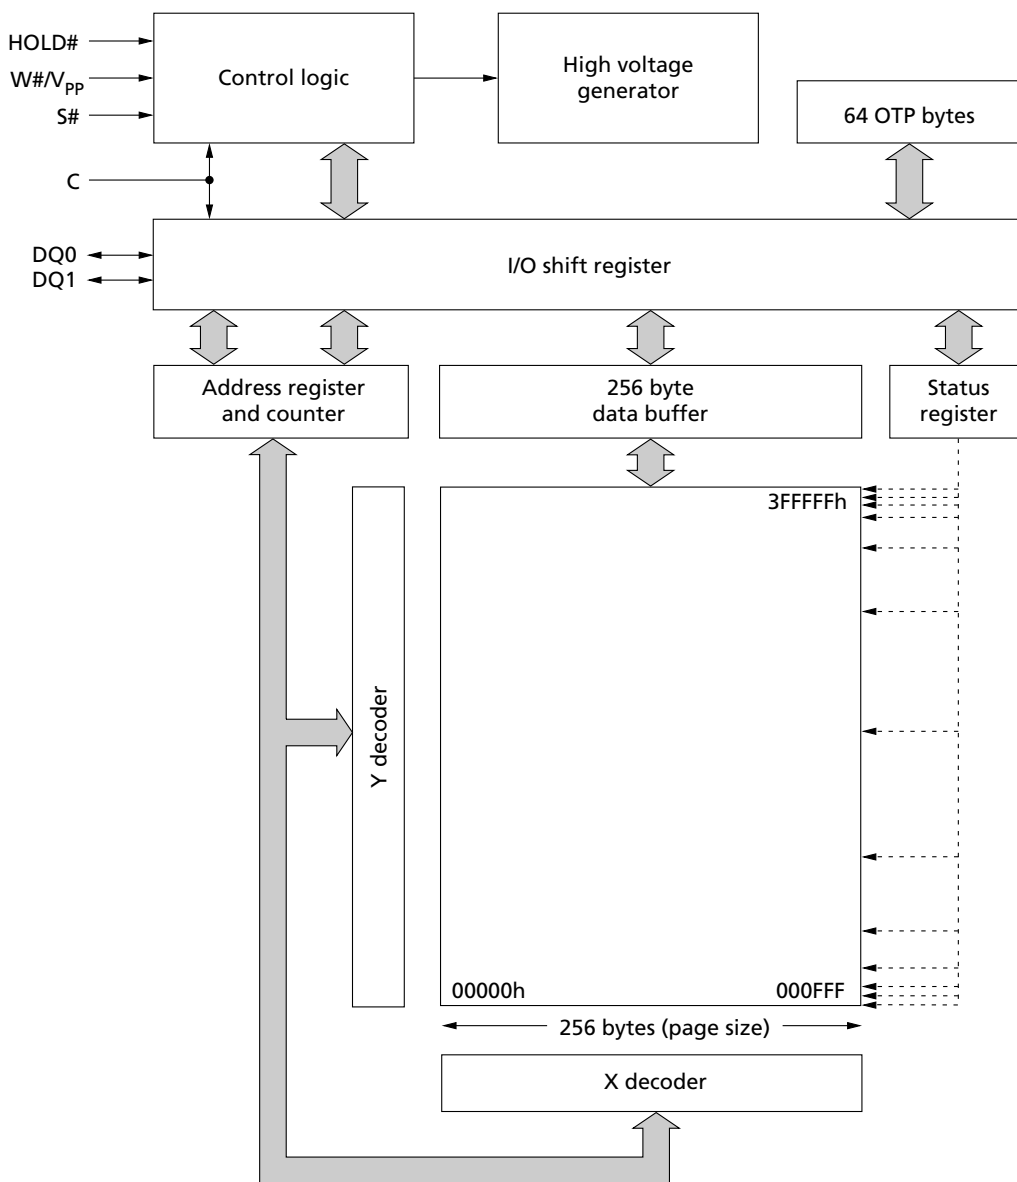 HOLD#
W#/VPP
S#
C
Control logic
High voltage
generator
64 OTP bytes
DQ0
DQ1
I/O shift register
Address register
and counter
256 byte
data buffer
Status
register
3FFFFFh
Y decoder
00000h
000FFF
256 bytes (page size)
X decoder